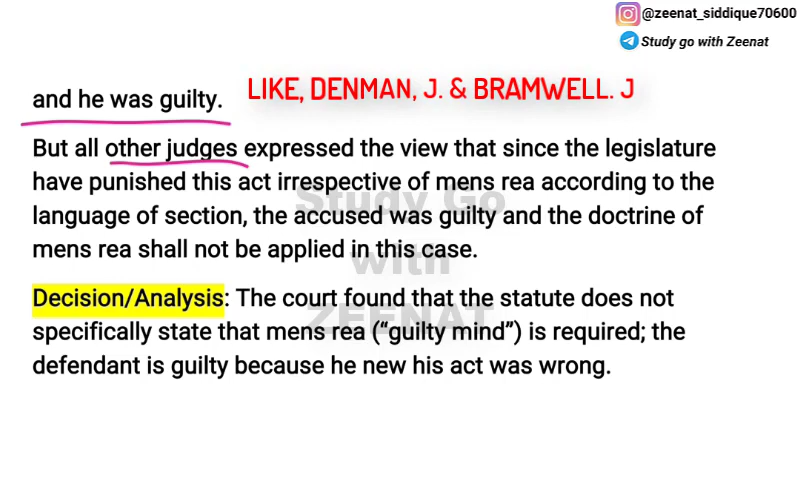 @zeenat_siddique70600
Study go with Zeenat
and he was guilty. LIKE, DENMAN, J. & BRAMWELL. J
But all other judges expressed the view that since the legislature
have punished this act irrespective of mens rea according to the
language of section, the accused was guilty and the doctrine of
mens rea shall not be applied in this case.
Study Go
with
ZEENAT
Decision/Analysis: The court found that the statute does not
specifically state that mens rea (“guilty mind”) is required; the
defendant is guilty because he new his act was wrong.